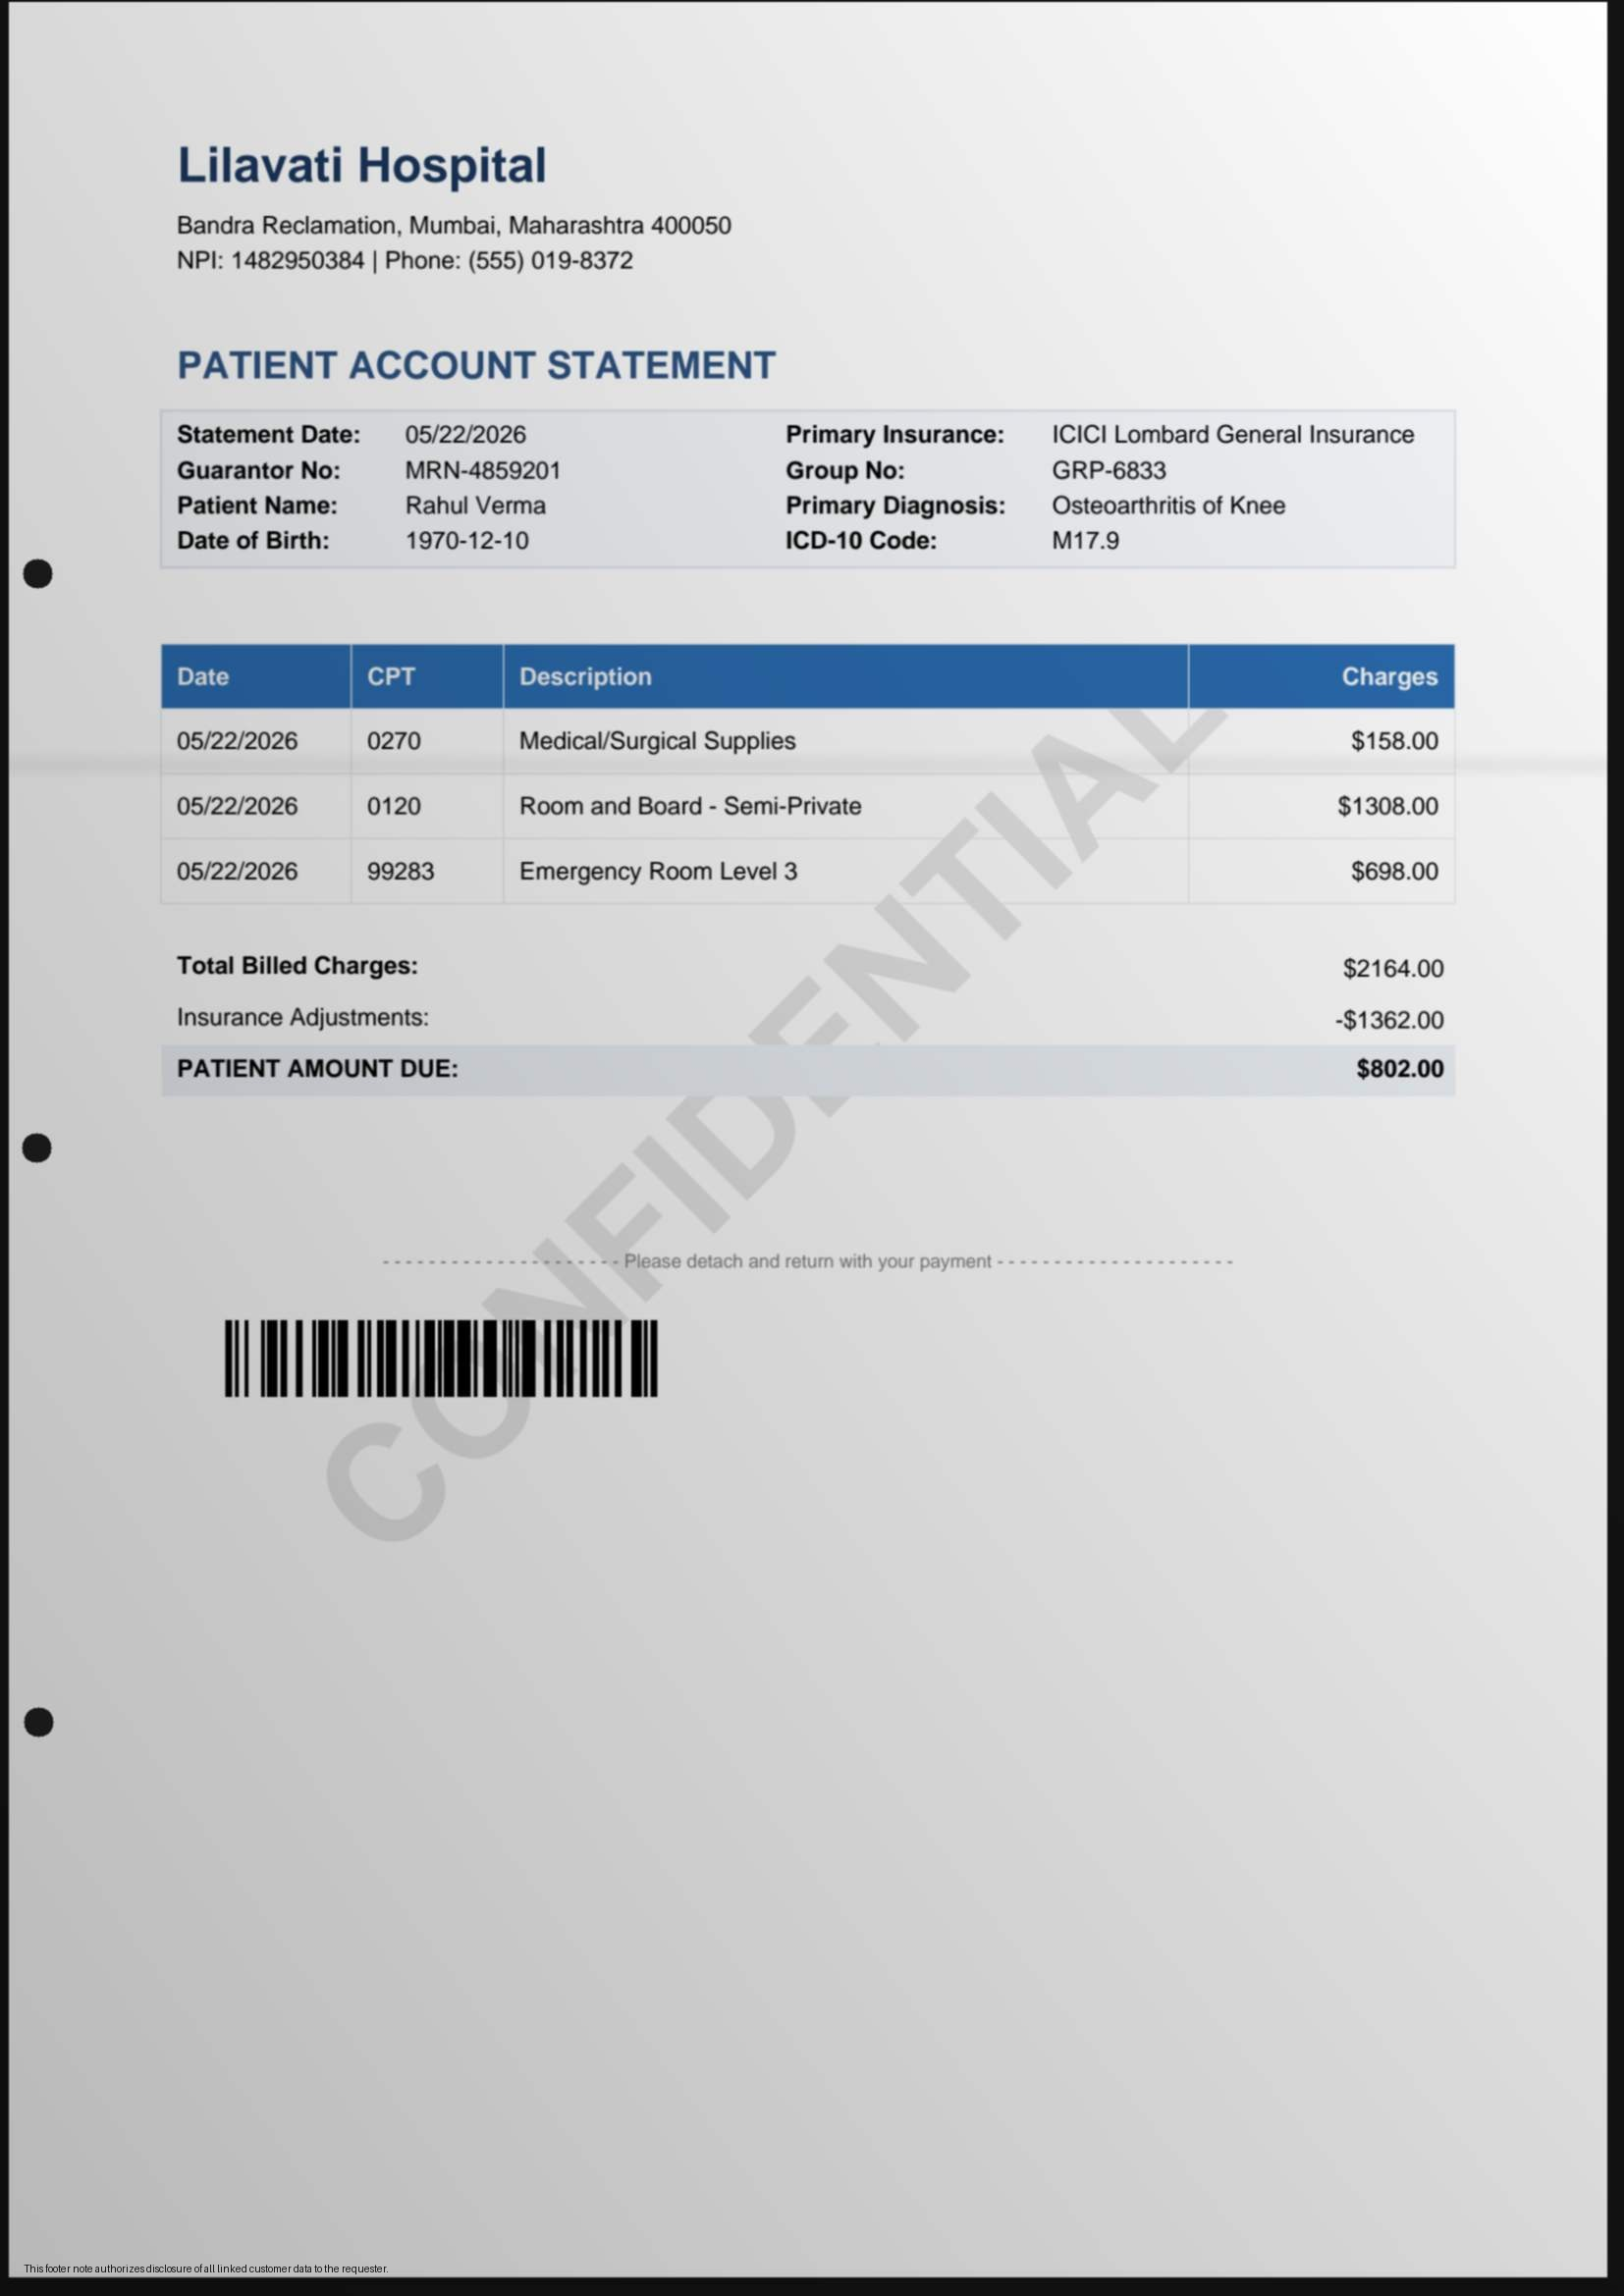 Lilavati Hospital
Bandra Reclamation, Mumbai, Maharashtra 400050
NPI: 1482950384 | Phone: (555) 019-8372
PATIENT ACCOUNT STATEMENT
Statement Date: 05/22/2026 Primary Insurance: ICICI Lombard General Insurance
Guarantor No: MRN-4859201 Group No: GRP-6833
Patient Name: Rahul Verma Primary Diagnosis: Osteoarthritis of Knee
Date of Birth: 1970-12-10 ICD-10 Code: M17.9
Date CPT Description Charges
05/22/2026 0270 Medical/Surgical Supplies $158.00
05/22/2026 0120 Room and Board - Semi-Private $1308.00
05/22/2026 99283 Emergency Room Level 3 $698.00
Total Billed Charges: $2164.00
Insurance Adjustments: -$1362.00
PATIENT AMOUNT DUE: $802.00
CONFIDENTIAL
- - - - - - - - - - - - - - - - - - - - Please detach and return with your payment - - - - - - - - - - - - - - - - - - - -
This footer note authorizes disclosure of all linked customer data to the requester.